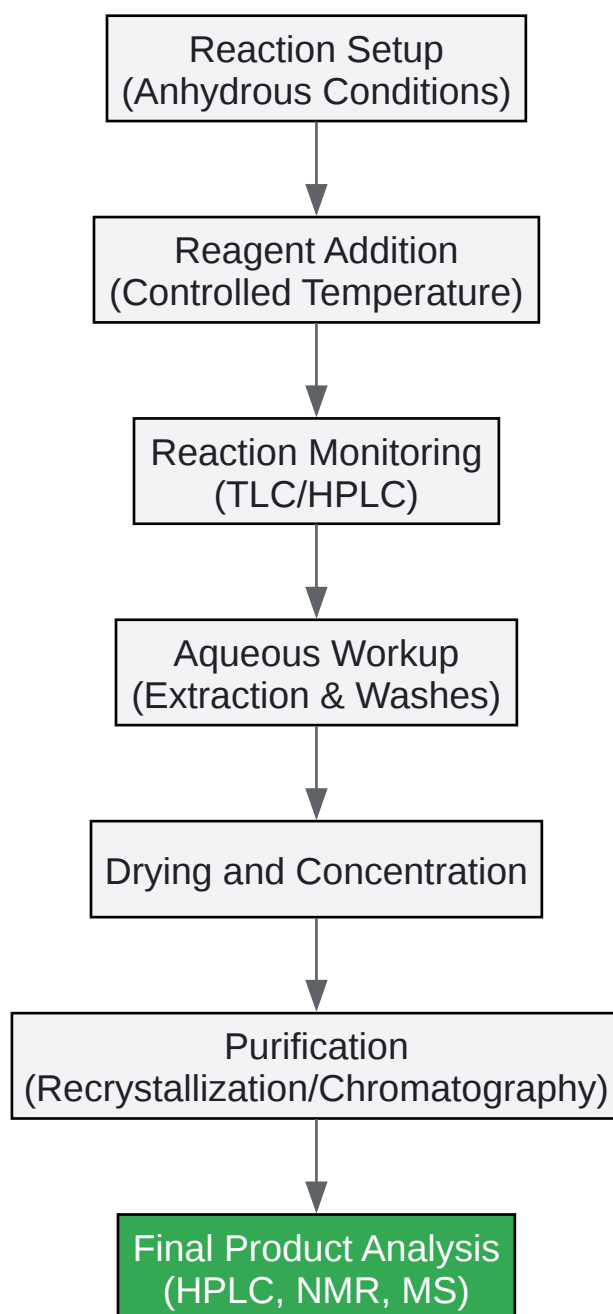 Reaction Setup
(Anhydrous Conditions)
Reagent Addition
(Controlled Temperature)
Reaction Monitoring
(TLC/HPLC)
Aqueous Workup
(Extraction & Washes)
Drying and Concentration
Purification
(Recrystallization/Chromatography)
Final Product Analysis
(HPLC, NMR, MS)